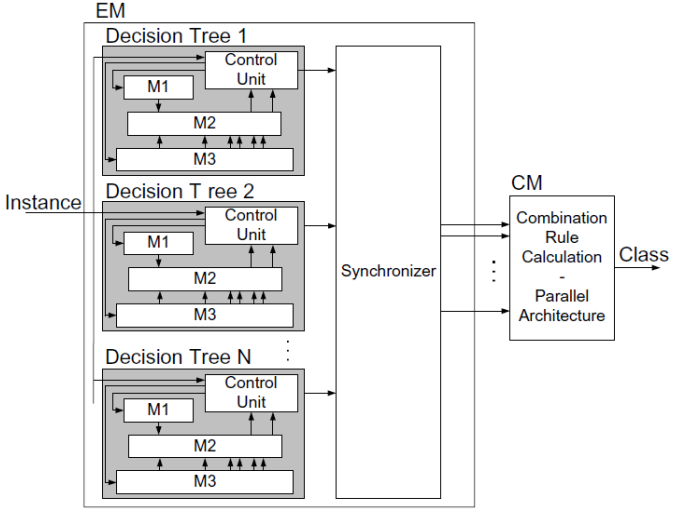 EM
Decision Tree 1
Control
Unit
M1
M2
M3
Instance
Decision T ree 2
Control
Unit
M1
M2
M3
Synchronizer
CM
Combination
Rule
Calculation
-
Parallel
Architecture
Class
Decision Tree N
Control
Unit
M1
M2
M3